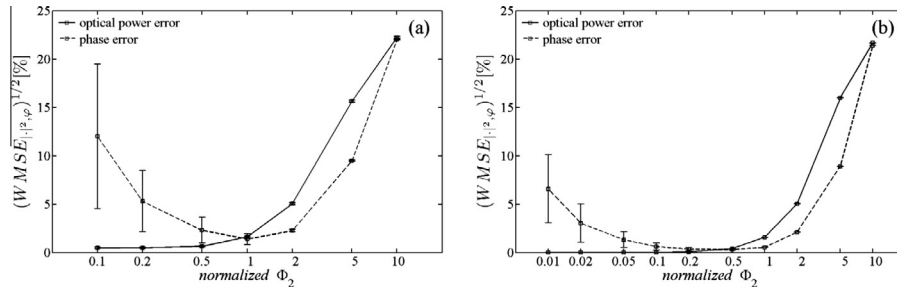 optical power error
phase error
(a)
(WMSE|·|²,φ)^1/2[%]
25
20
15
10
5
0
0.1 0.2 0.5 1 2 5 10
normalized Φ₂
optical power error
phase error
(b)
(WMSE|·|²,φ)^1/2[%]
25
20
15
10
5
0
0.01 0.02 0.05 0.1 0.2 0.5 1 2 5 10
normalized Φ₂